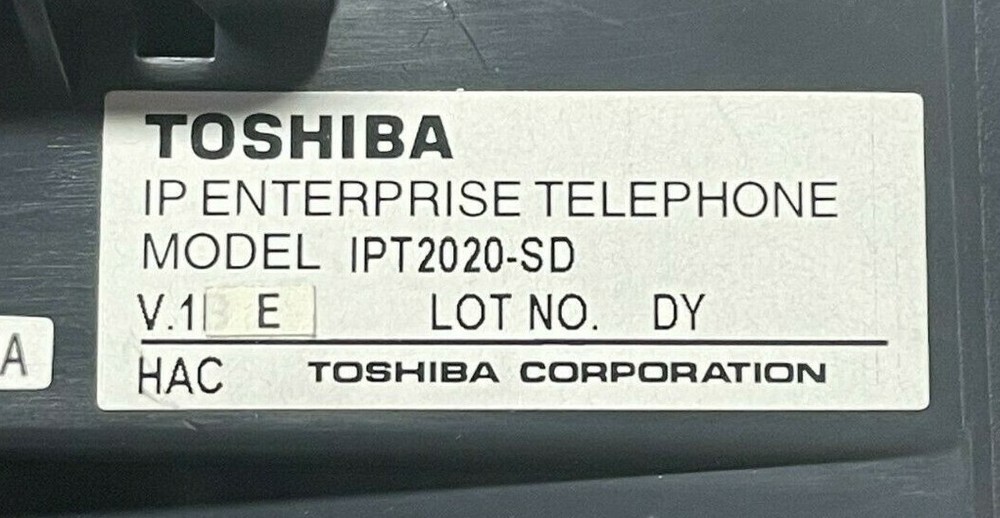 TOSHIBA
IP ENTERPRISE TELEPHONE
MODEL IPT2020-SD
V.1 E LOT NO. DY
A
HAC TOSHIBA CORPORATION